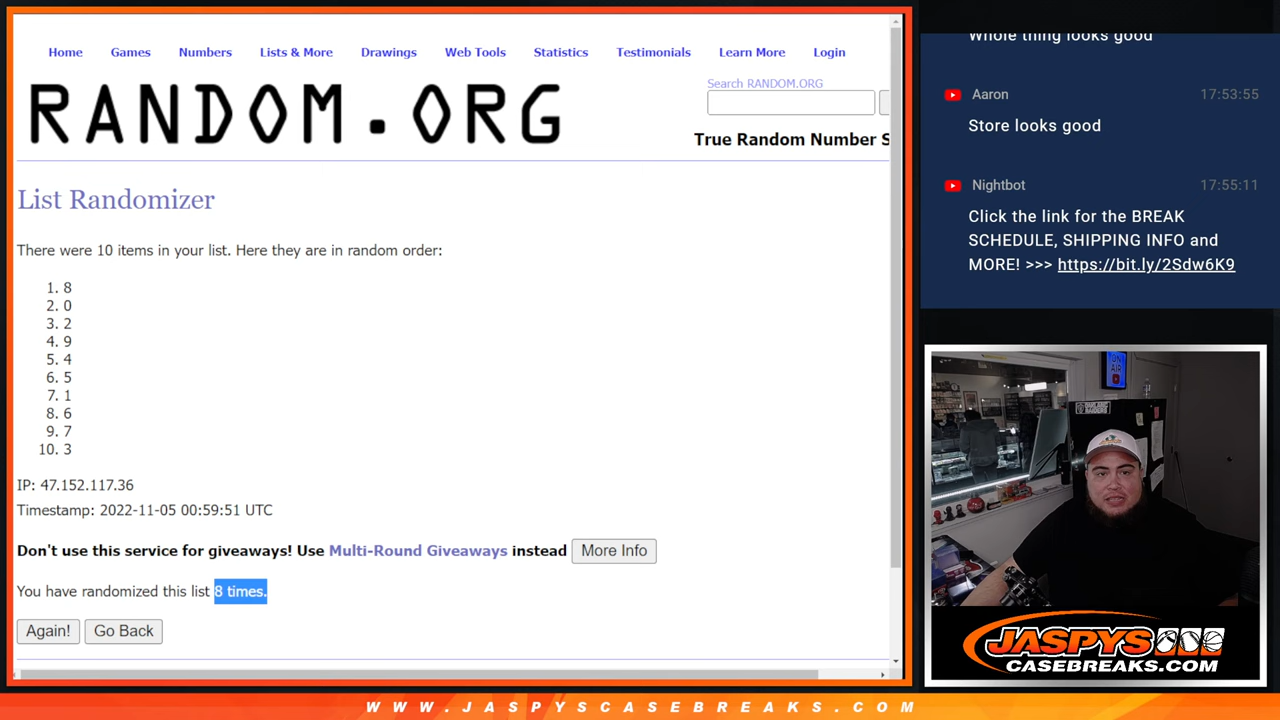 Home Games Numbers Lists & More Drawings Web Tools Statistics Testimonials Learn More Login
RANDOM.ORG
Search RANDOM.ORG
True Random Number S
List Randomizer
There were 10 items in your list. Here they are in random order:
1. 8
2. 0
3. 2
4. 9
5. 4
6. 5
7. 1
8. 6
9. 7
10. 3
IP: 47.152.117.36
Timestamp: 2022-11-05 00:59:51 UTC
Don't use this service for giveaways! Use Multi-Round Giveaways instead More Info
You have randomized this list 8 times.
Again! Go Back
Whole thing looks good
Aaron 17:53:55
Store looks good
Nightbot 17:55:11
Click the link for the BREAK
SCHEDULE, SHIPPING INFO and
MORE! >>> https://bit.ly/2Sdw6K9
ON
AIR
JASPYS
CASEBREAKS.COM
WWW.JASPYSCASEBREAKS.COM